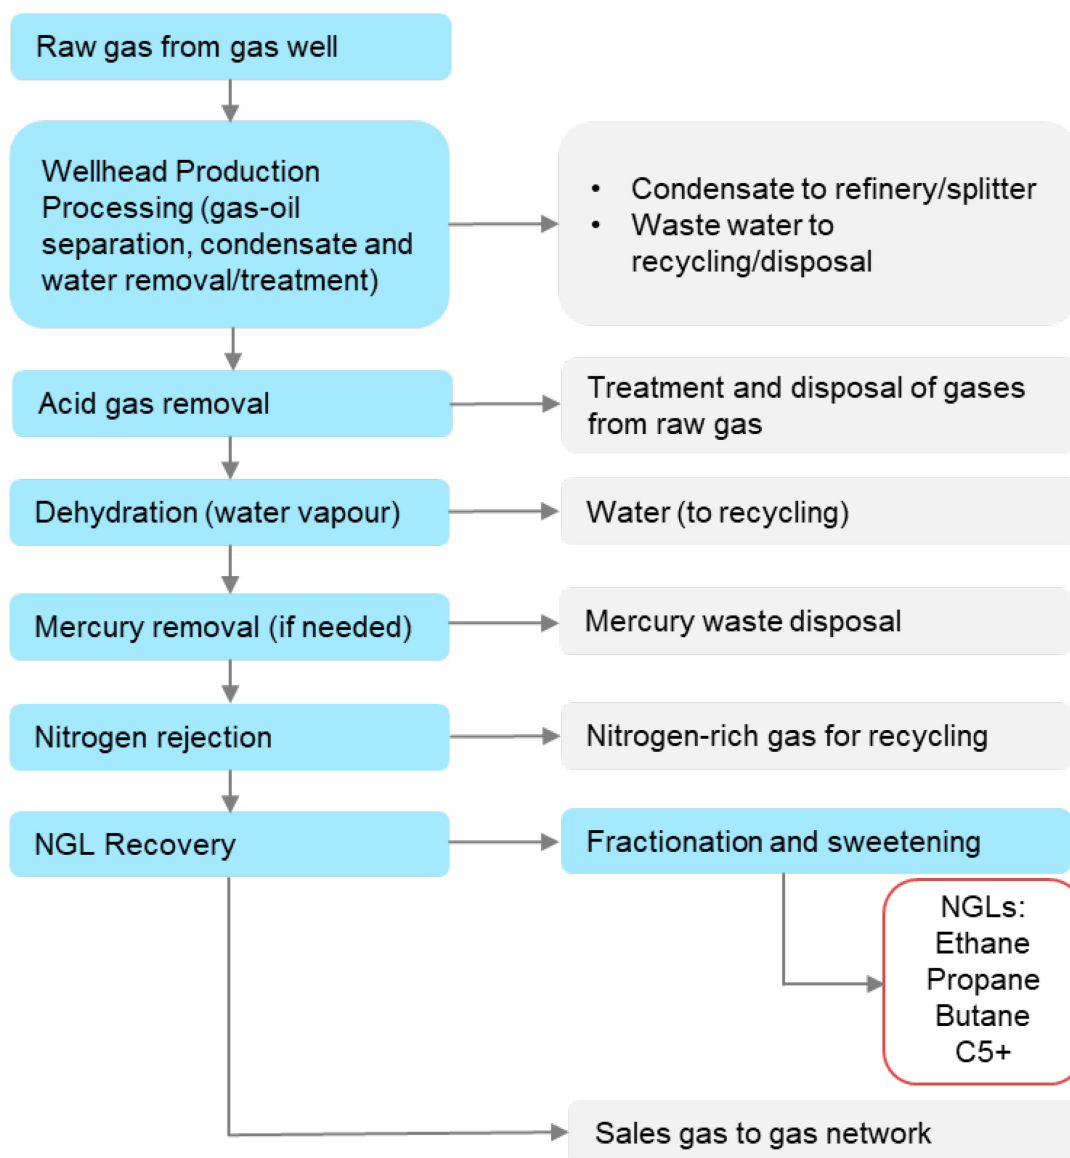 Raw gas from gas well
Wellhead Production
Processing (gas-oil
separation, condensate and
water removal/treatment)
• Condensate to refinery/splitter
• Waste water to
recycling/disposal
Acid gas removal
Treatment and disposal of gases
from raw gas
Dehydration (water vapour)
Water (to recycling)
Mercury removal (if needed)
Mercury waste disposal
Nitrogen rejection
Nitrogen-rich gas for recycling
NGL Recovery
Fractionation and sweetening
NGLs:
Ethane
Propane
Butane
C5+
Sales gas to gas network